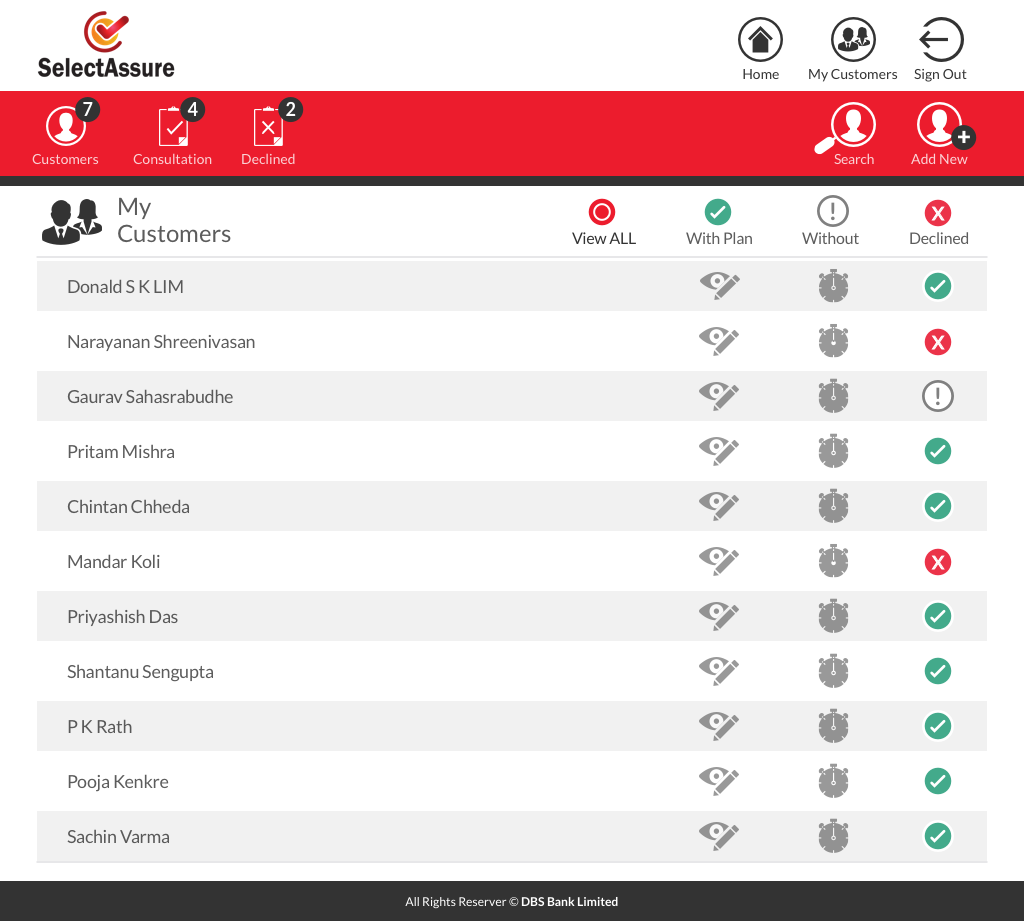 SelectAssure
Home
My Customers
Sign Out
7
4
2
Customers
Consultation
Declined
Search
Add New
My
Customers
View ALL
With Plan
Without
Declined
Donald S K LIM
Narayanan Shreenivasan
Gaurav Sahasrabudhe
Pritam Mishra
Chintan Chheda
Mandar Koli
Priyashish Das
Shantanu Sengupta
P K Rath
Pooja Kenkre
Sachin Varma
All Rights Reserver © DBS Bank Limited